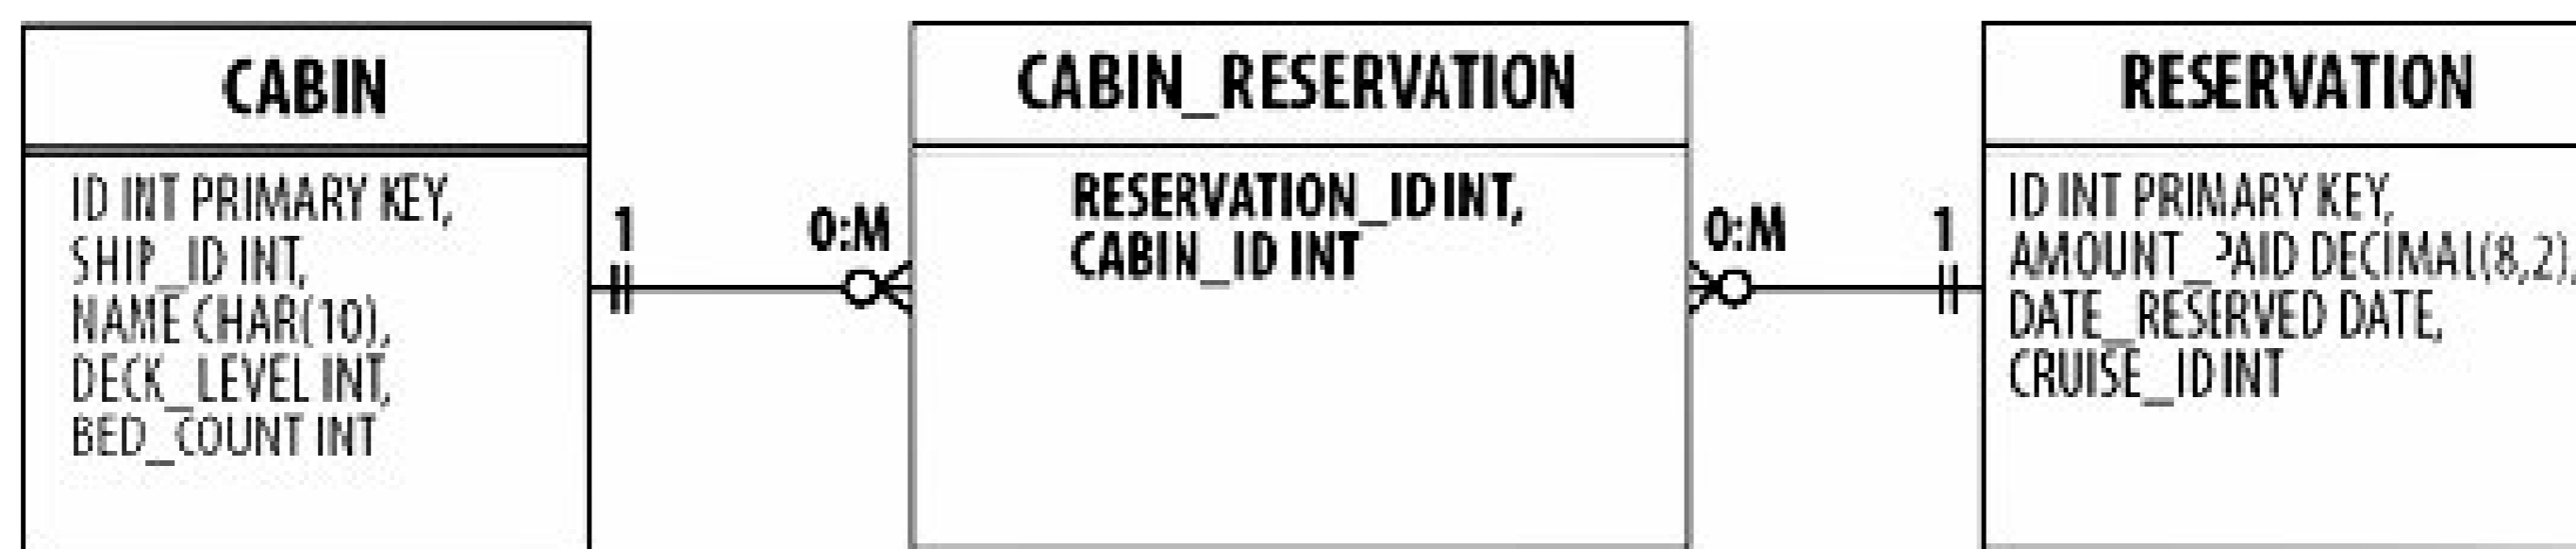 CABIN
ID INT PRIMARY KEY,
SHIP_ID INT,
NAME CHAR(10),
DECK_LEVEL INT,
BED_COUNT INT
1
0:M
CABIN_RESERVATION
RESERVATION_ID INT,
CABIN_ID INT
0:M
1
RESERVATION
ID INT PRIMARY KEY,
AMOUNT_PAID DECIMAL(8,2),
DATE_RESERVED DATE,
CRUISE_ID INT